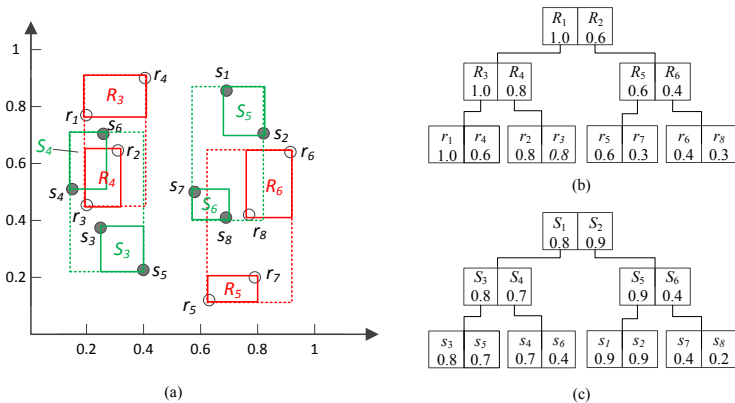 1
0.8
0.6
0.4
0.2
0.2 0.4 0.6 0.8 1
r4
R3
r1
s6
S4
r2
R4
s4
r3
s3
S3
s5
s1
S5
s2
r6
s7
R6
S6
s8
r8
r7
R5
r5
(a)
R1 R2
1.0 0.6
R3 R4
1.0 0.8
R5 R6
0.6 0.4
r1 r4
1.0 0.6
r2 r3
0.8 0.8
r5 r7
0.6 0.3
r6 r8
0.4 0.3
(b)
S1 S2
0.8 0.9
S3 S4
0.8 0.7
S5 S6
0.9 0.4
s3 s5
0.8 0.7
s4 s6
0.7 0.4
s1 s2
0.9 0.9
s7 s8
0.4 0.2
(c)